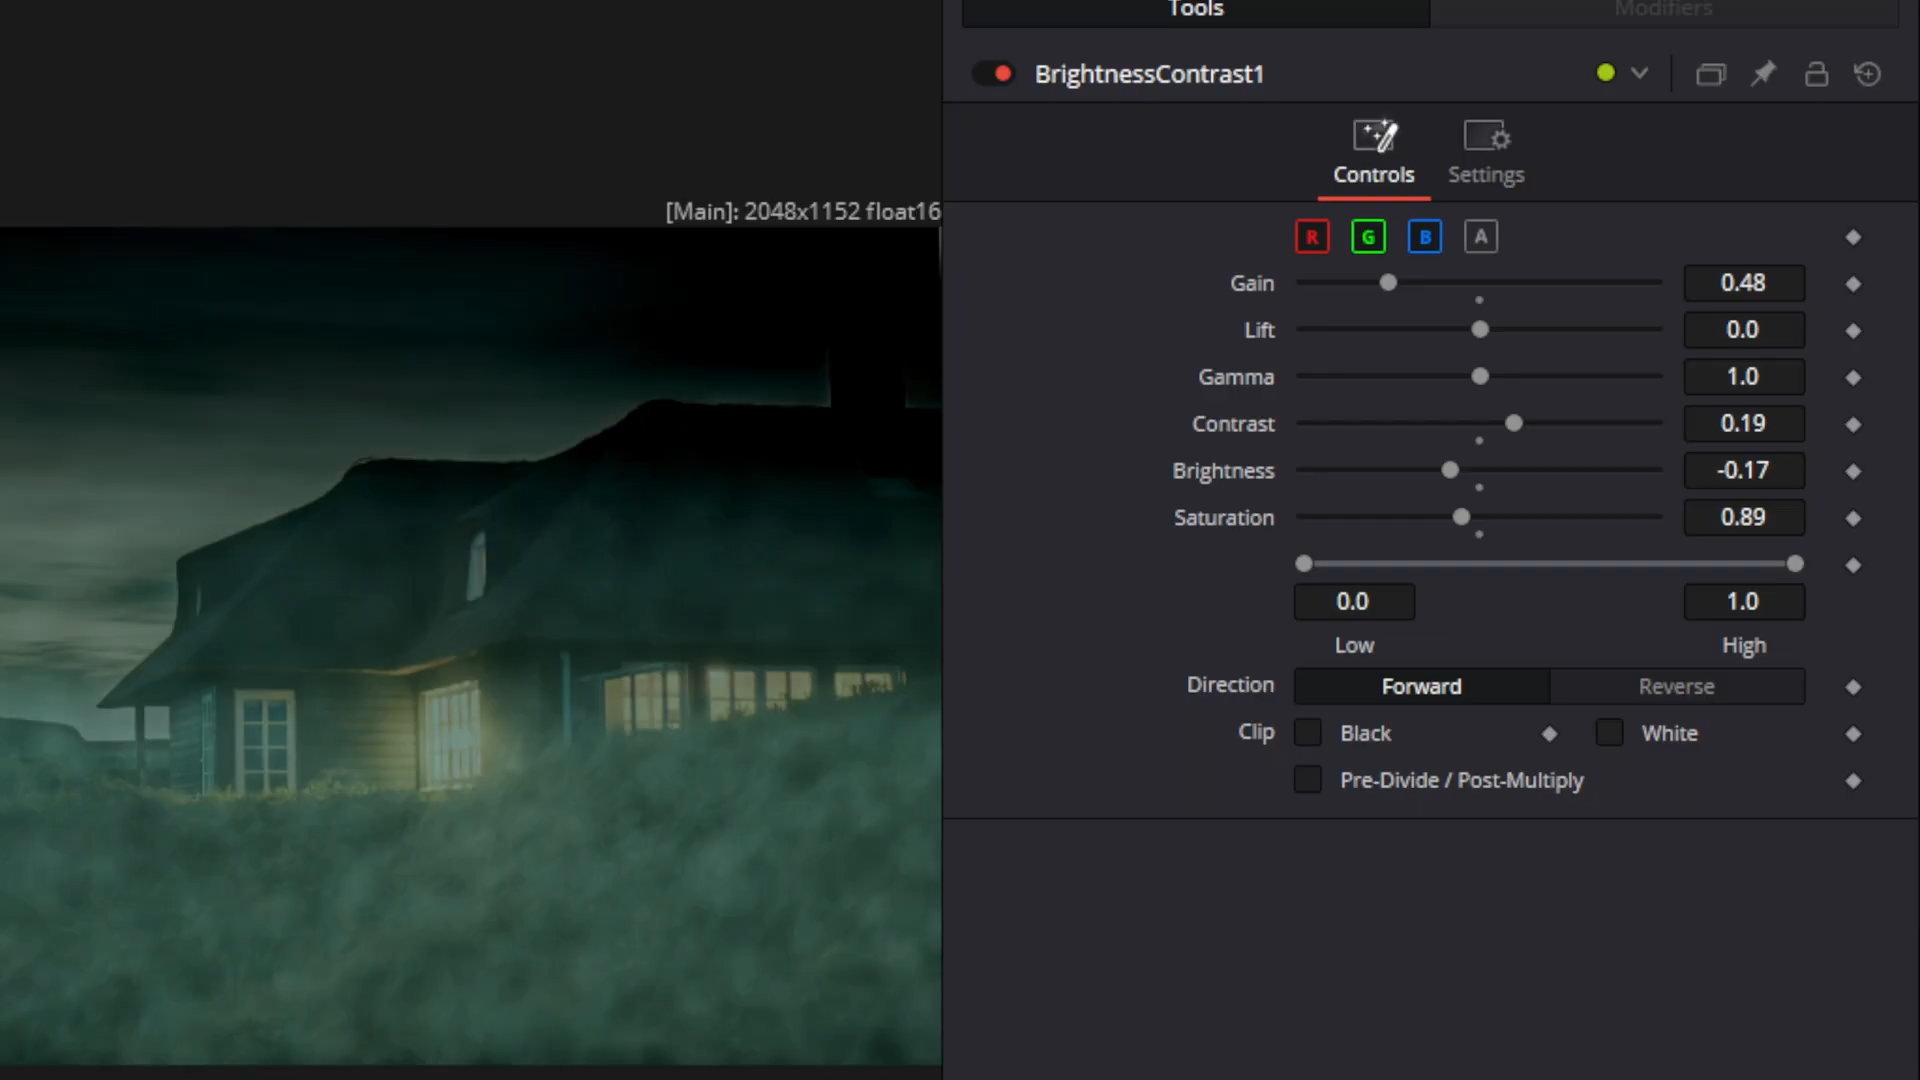 Tools Modifiers
BrightnessContrast1
Controls Settings
[Main]: 2048x1152 float16
R G B A
Gain 0.48
Lift 0.0
Gamma 1.0
Contrast 0.19
Brightness -0.17
Saturation 0.89
0.0 1.0
Low High
Direction Forward Reverse
Clip Black White
Pre-Divide / Post-Multiply